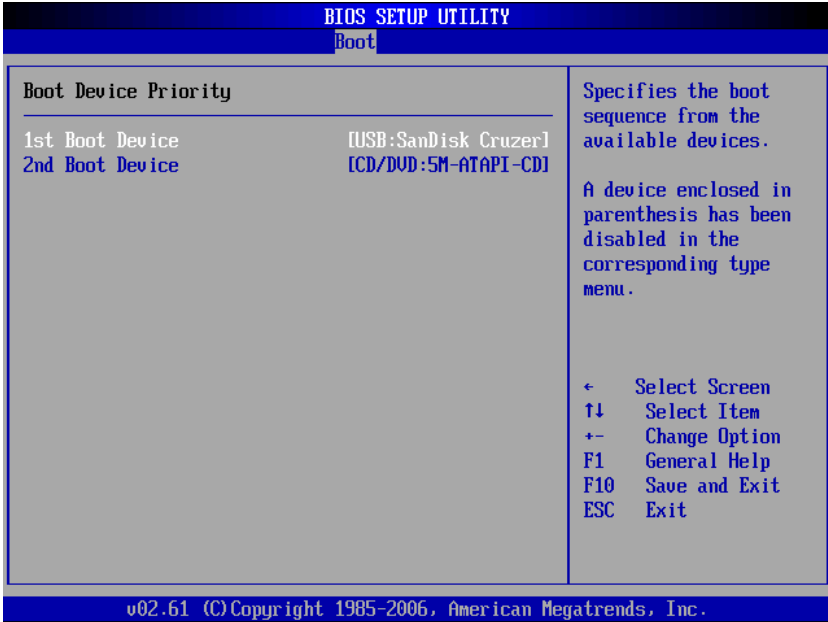 BIOS SETUP UTILITY
Boot
Boot Device Priority
1st Boot Device [USB:SanDisk Cruzer]
2nd Boot Device [CD/DVD:5M-ATAPI-CD]
Specifies the boot
sequence from the
available devices.
A device enclosed in
parenthesis has been
disabled in the
corresponding type
menu.
← Select Screen
↑↓ Select Item
+- Change Option
F1 General Help
F10 Save and Exit
ESC Exit
v02.61 (C)Copyright 1985-2006, American Megatrends, Inc.